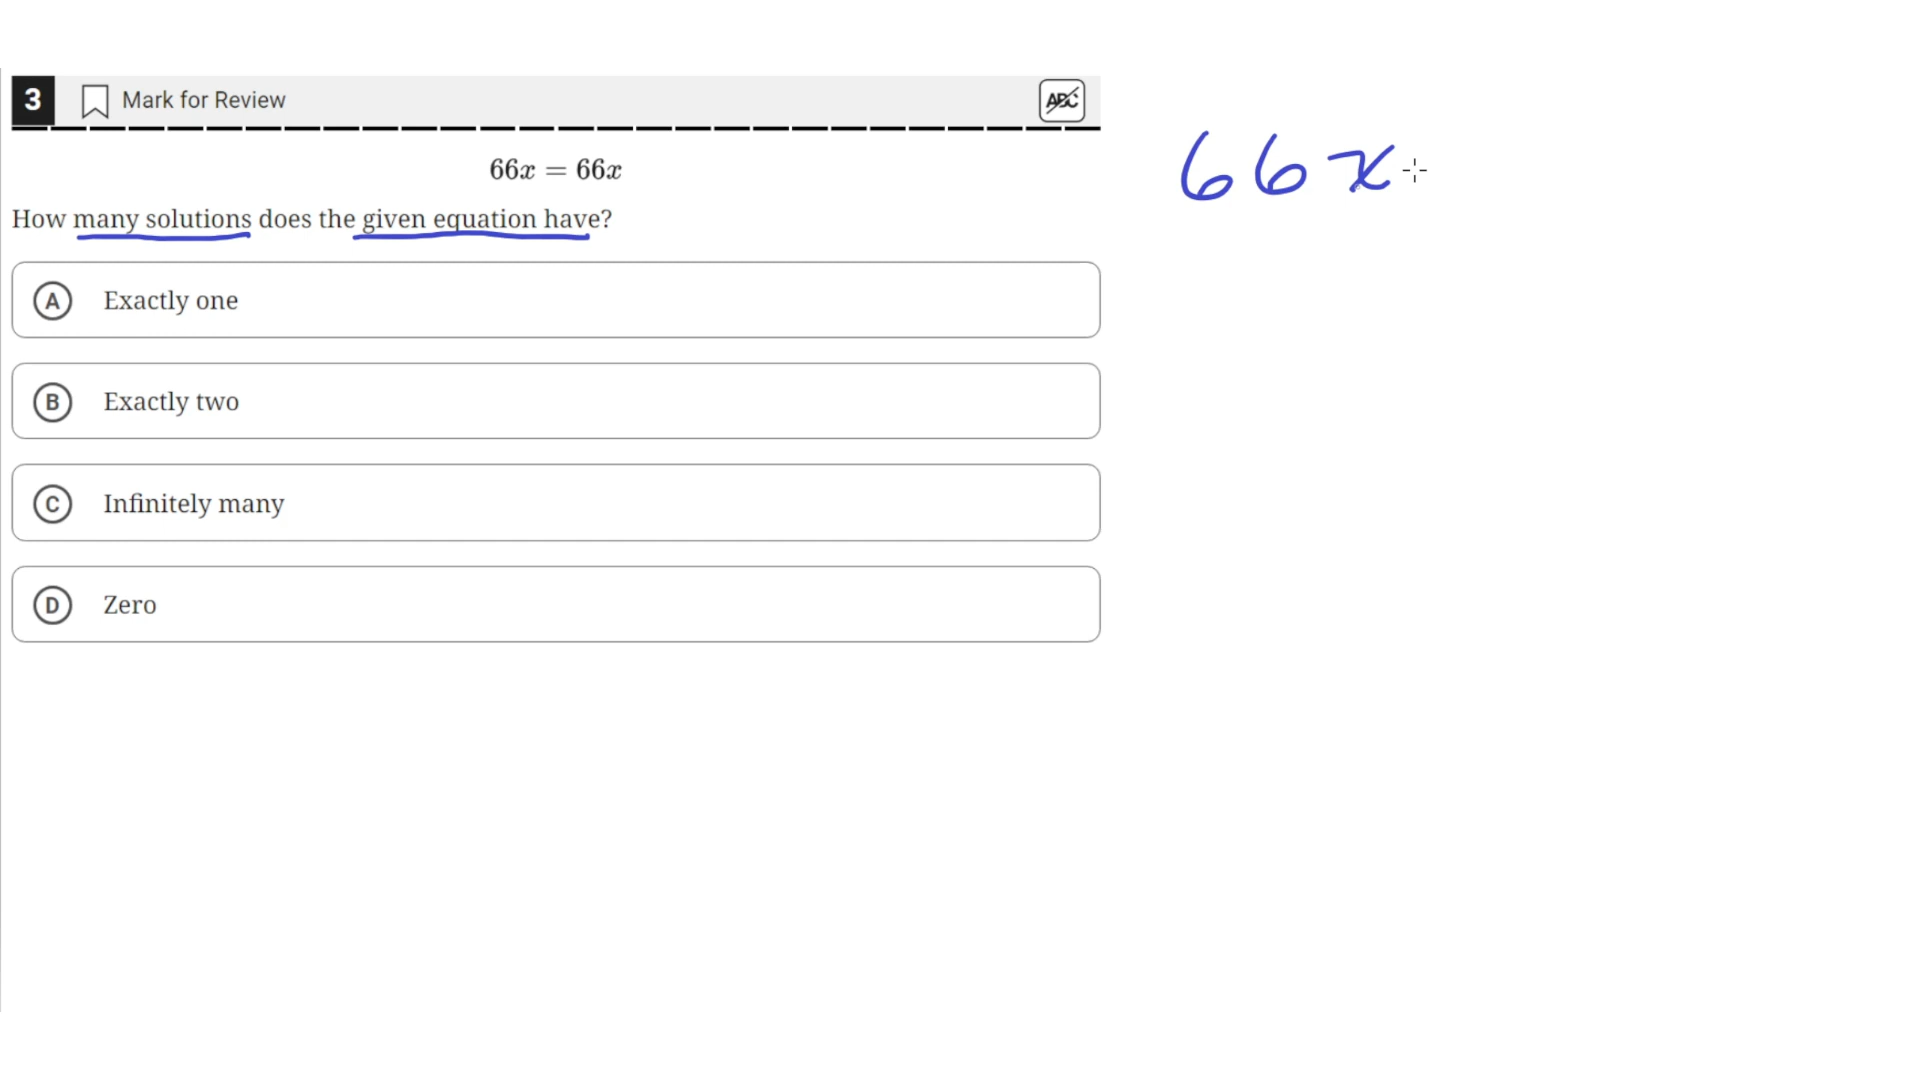 3 Mark for Review ABC
66x = 66x
66x
How many solutions does the given equation have?
A Exactly one
B Exactly two
C Infinitely many
D Zero